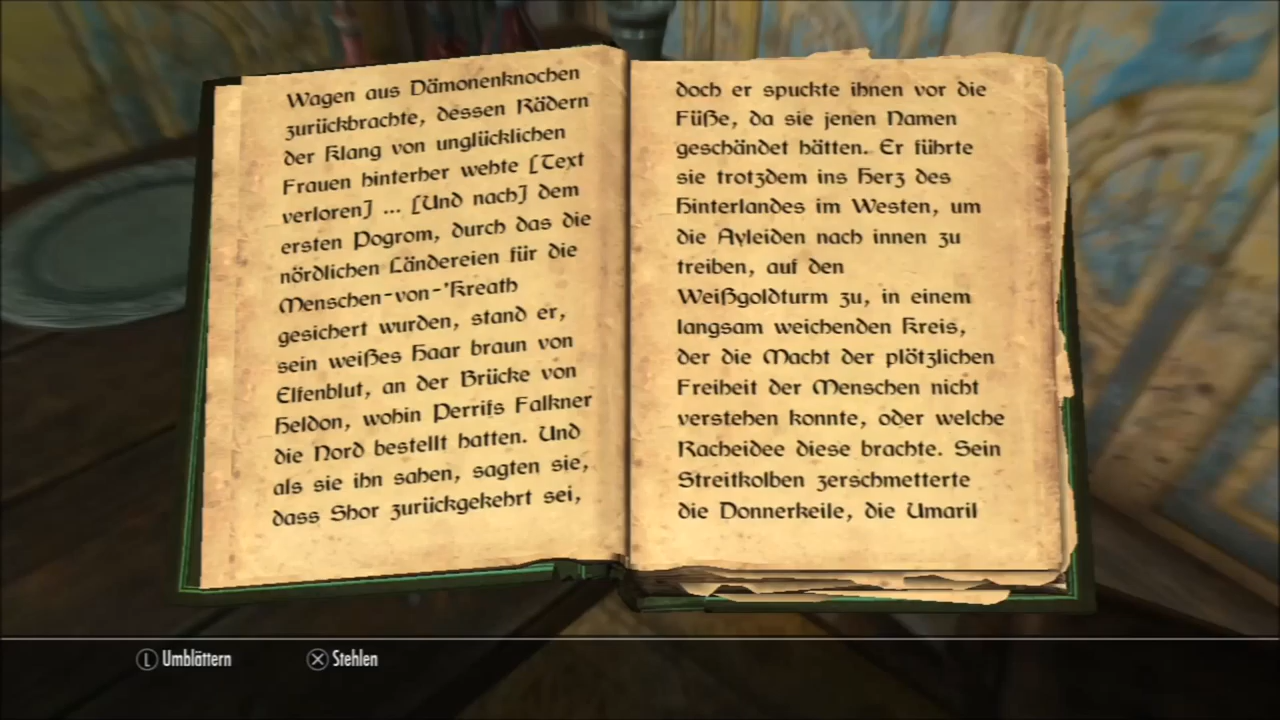 Wagen aus Dämonenknochen
zurückbrachte, dessen Rädern
der Klang von unglücklichen
Frauen hinterher wehte [Text
verloren] ... [Und nach] dem
ersten Pogrom, durch das die
nördlichen Ländereien für die
Menschen-von-'Kreath
gesichert wurden, stand er,
sein weißes Haar braun von
Elfenblut, an der Brücke von
Heldon, wohin Perrifs Falkner
die Nord bestellt hatten. Und
als sie ihn sahen, sagten sie,
dass Shor zurückgekehrt sei,
doch er spuckte ihnen vor die
Füße, da sie jenen Namen
geschändet hätten. Er führte
sie trotzdem ins Herz des
Hinterlandes im Westen, um
die Ayleiden nach innen zu
treiben, auf den
Weißgoldturm zu, in einem
langsam weichenden Kreis,
der die Macht der plötzlichen
Freiheit der Menschen nicht
verstehen konnte, oder welche
Racheidee diese brachte. Sein
Streitkolben zerschmetterte
die Donnerkeile, die Umaril
L Umblättern
X Stehlen